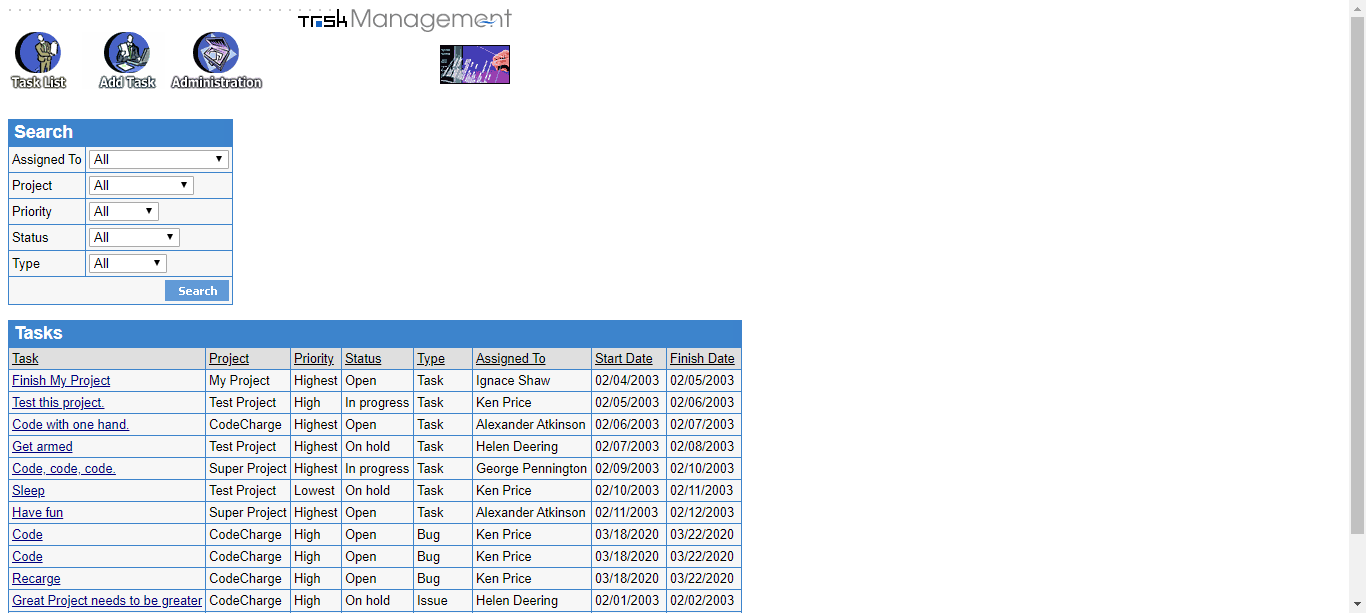 Task Management
Task List Add Task Administration
Search
Assigned To All
Project All
Priority All
Status All
Type All
Search
Tasks
Task Project Priority Status Type Assigned To Start Date Finish Date
Finish My Project My Project Highest Open Task Ignace Shaw 02/04/2003 02/05/2003
Test this project. Test Project High In progress Task Ken Price 02/05/2003 02/06/2003
Code with one hand. CodeCharge Highest Open Task Alexander Atkinson 02/06/2003 02/07/2003
Get armed Test Project Highest On hold Task Helen Deering 02/07/2003 02/08/2003
Code, code, code. Super Project Highest In progress Task George Pennington 02/09/2003 02/10/2003
Sleep Test Project Lowest On hold Task Ken Price 02/10/2003 02/11/2003
Have fun Super Project Highest Open Task Alexander Atkinson 02/11/2003 02/12/2003
Code CodeCharge High Open Bug Ken Price 03/18/2020 03/22/2020
Code CodeCharge High Open Bug Ken Price 03/18/2020 03/22/2020
Recarge CodeCharge High Open Bug Ken Price 03/18/2020 03/22/2020
Great Project needs to be greater CodeCharge High On hold Issue Helen Deering 02/01/2003 02/02/2003